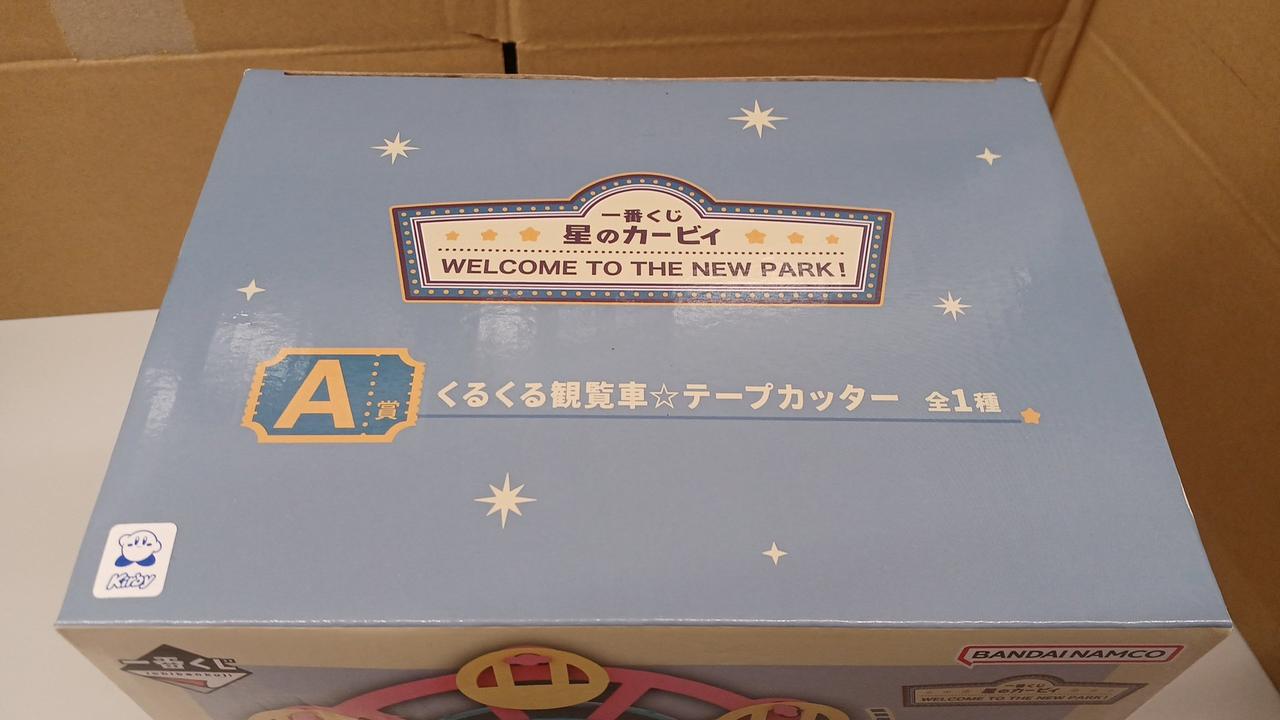 一番くじ
星のカービィ
WELCOME TO THE NEW PARK!
A賞
くるくる観覧車☆テープカッター 全1種
Kirby
一番くじ
ichibankuji
BANDAI NAMCO
一番くじ
星のカービィ
WELCOME TO THE NEW PARK!